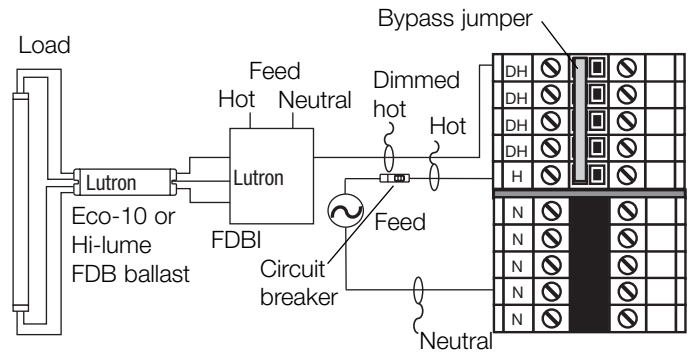 Bypass jumper
Load
Feed
Hot Neutral
Dimmed
hot
Hot
DH
DH
DH
DH
H
N
N
N
N
N
Lutron
Lutron
Eco-10 or
Hi-lume
FDB ballast
FDBI
Feed
Circuit
breaker
Neutral